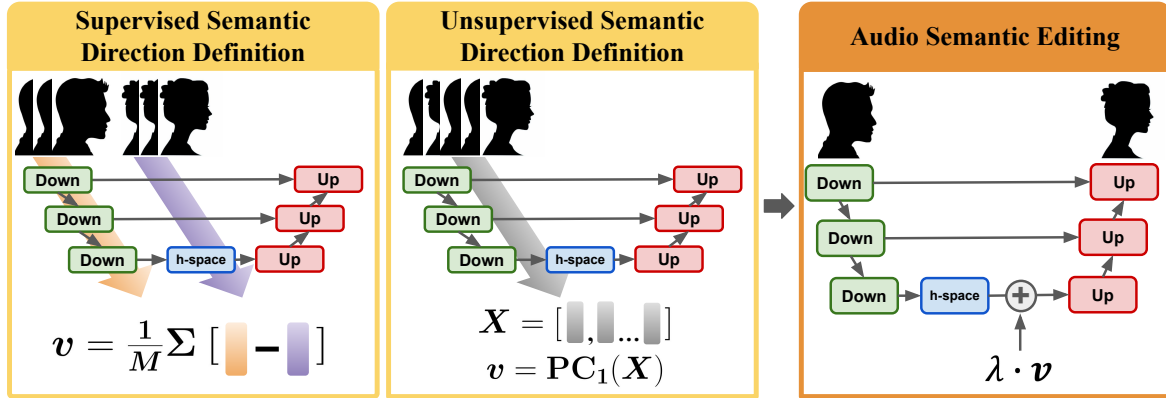 Supervised Semantic
Direction Definition
Down
Up
Down
Up
Down
h-space
Up
v = 1/M Σ [ − ]
Unsupervised Semantic
Direction Definition
Down
Up
Down
Up
Down
h-space
Up
X = [ , ... ]
v = PC₁(X)
Audio Semantic Editing
Down
Up
Down
Up
Down
h-space
+
Up
λ · v